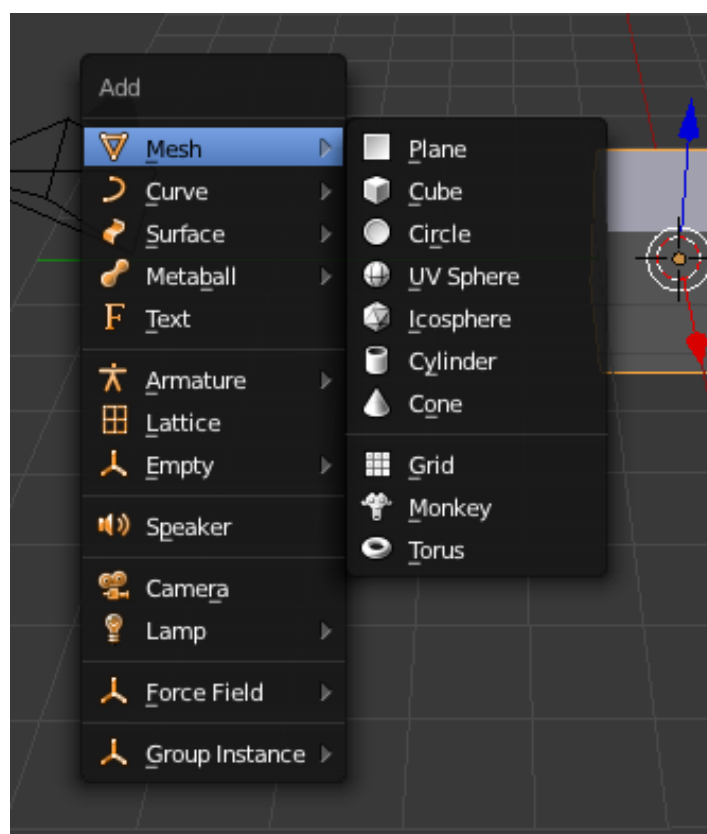 Add
Mesh
Curve
Surface
Metaball
Text
Armature
Lattice
Empty
Speaker
Camera
Lamp
Force Field
Group Instance
Plane
Cube
Circle
UV Sphere
Icosphere
Cylinder
Cone
Grid
Monkey
Torus